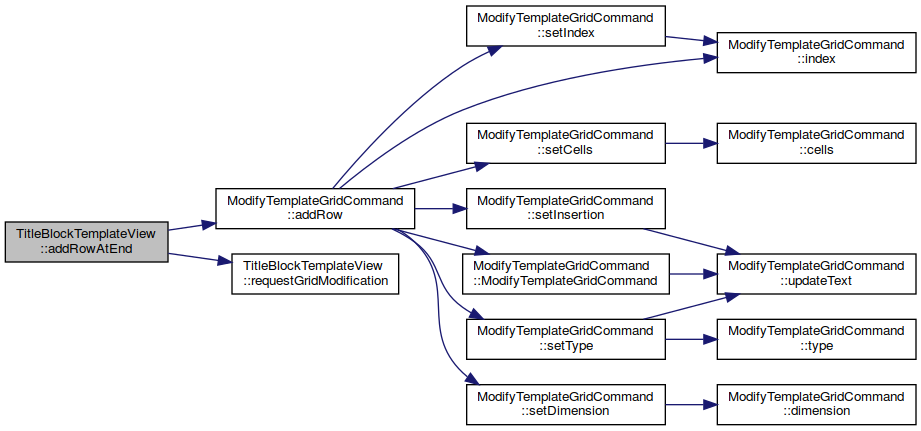 TitleBlockTemplateView
::addRowAtEnd
ModifyTemplateGridCommand
::addRow
TitleBlockTemplateView
::requestGridModification
ModifyTemplateGridCommand
::setIndex
ModifyTemplateGridCommand
::index
ModifyTemplateGridCommand
::setCells
ModifyTemplateGridCommand
::cells
ModifyTemplateGridCommand
::setInsertion
ModifyTemplateGridCommand
::ModifyTemplateGridCommand
ModifyTemplateGridCommand
::updateText
ModifyTemplateGridCommand
::setType
ModifyTemplateGridCommand
::type
ModifyTemplateGridCommand
::setDimension
ModifyTemplateGridCommand
::dimension